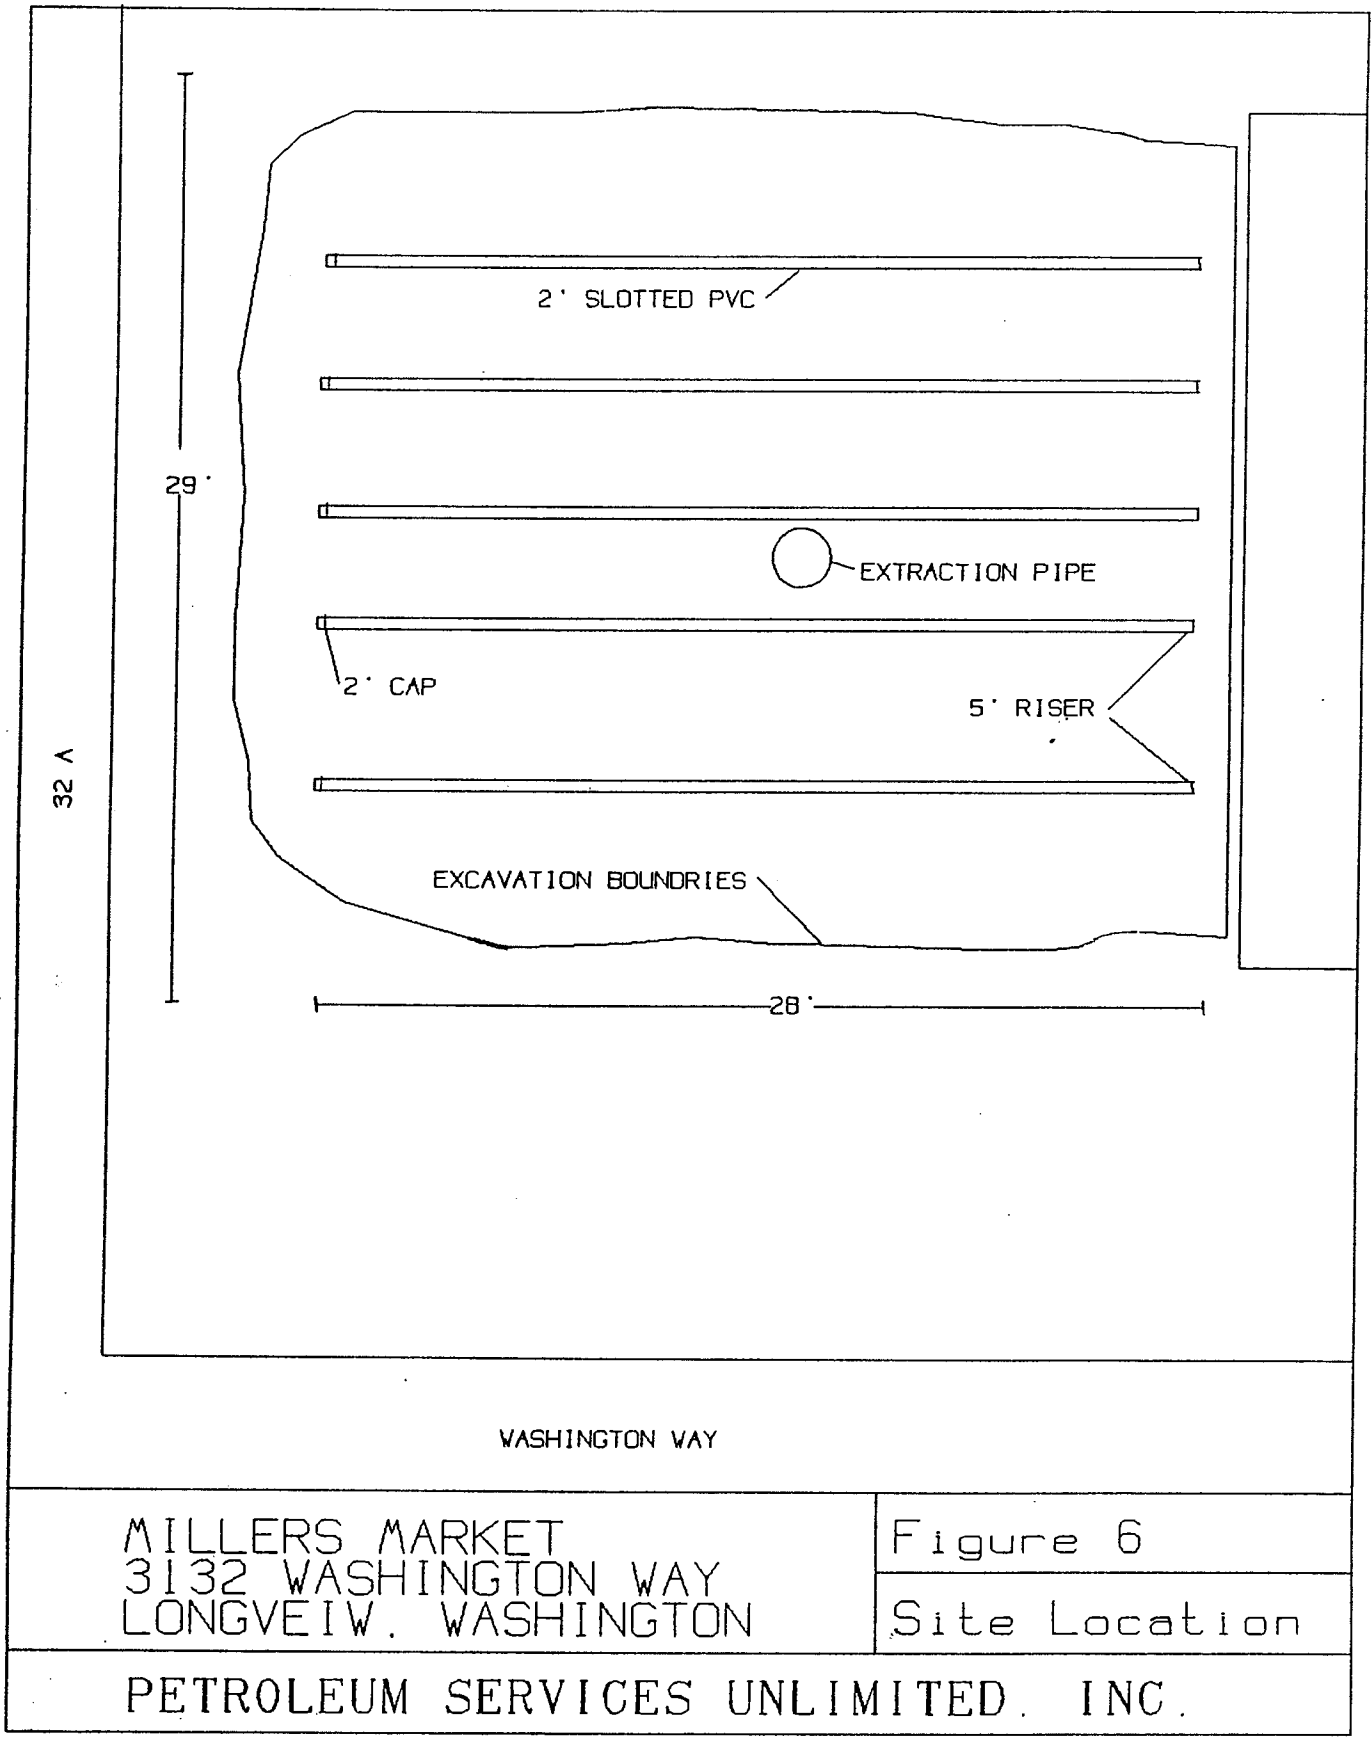 2' SLOTTED PVC
29'
EXTRACTION PIPE
2' CAP
5' RISER
32 A
EXCAVATION BOUNDRIES
28'
WASHINGTON WAY
MILLERS MARKET
3132 WASHINGTON WAY
LONGVEIW, WASHINGTON
Figure 6
Site Location
PETROLEUM SERVICES UNLIMITED, INC.